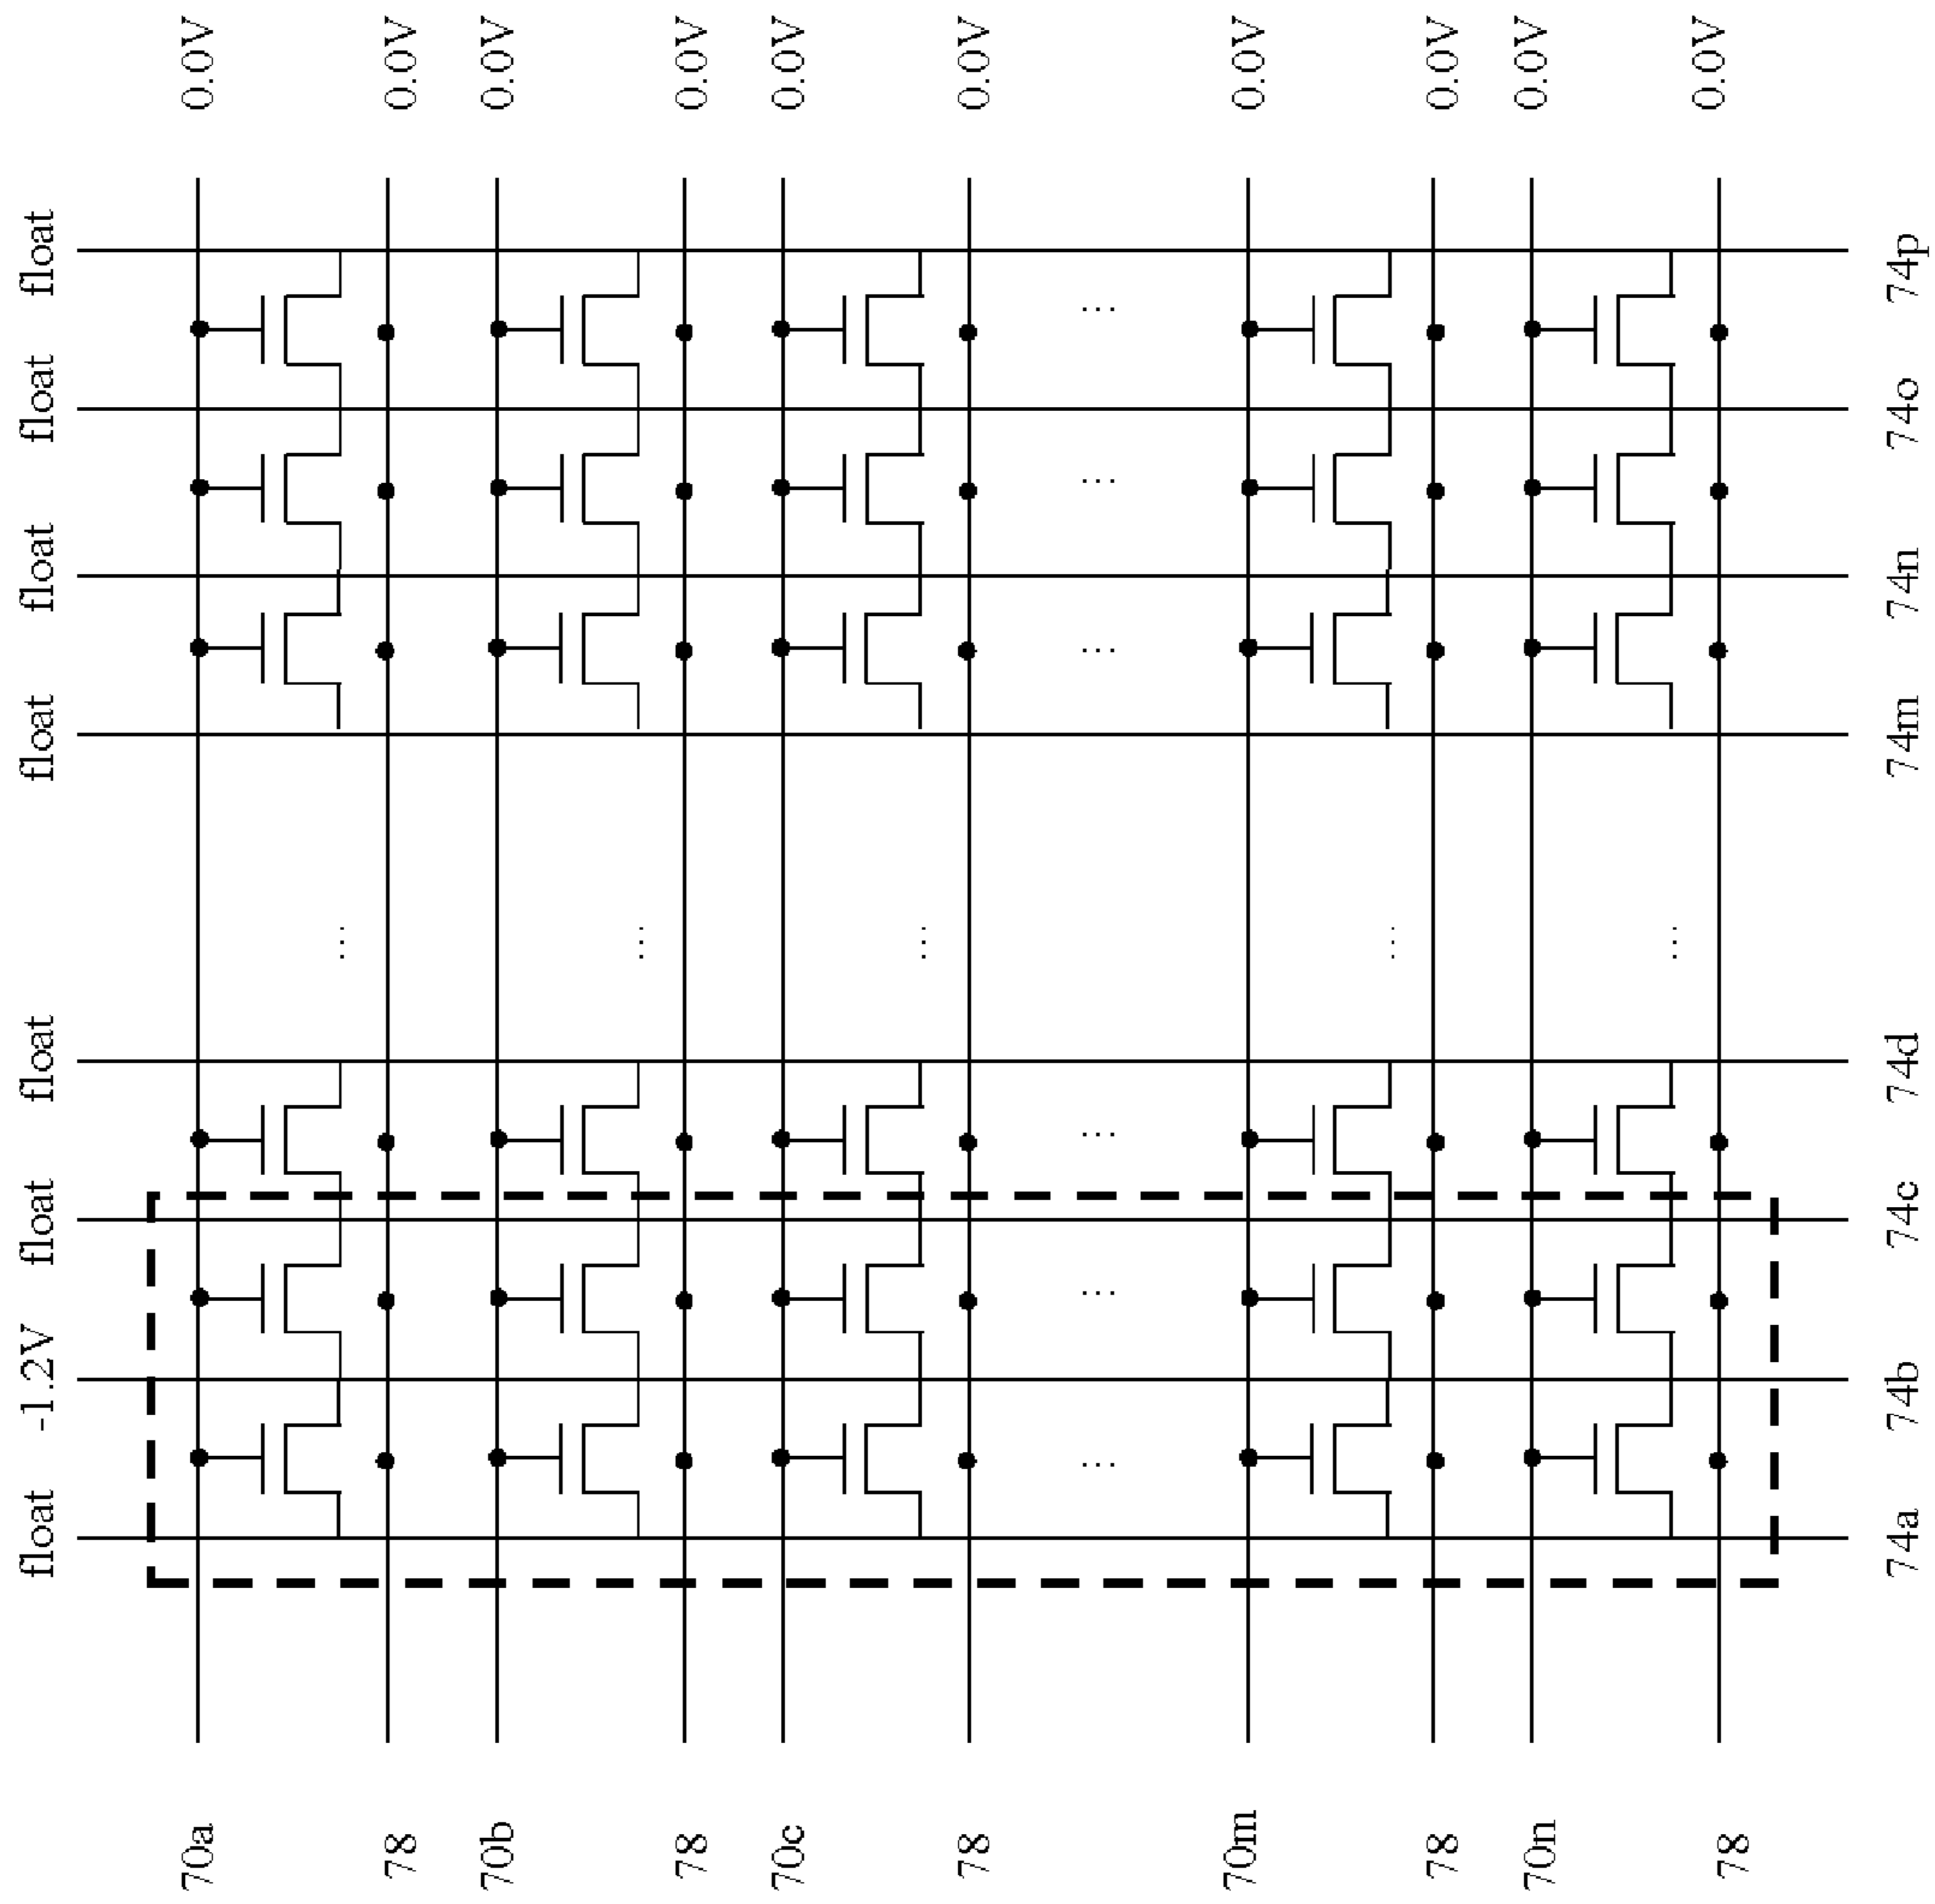 70a 0.0V
78 0.0V
70b 0.0V
78 0.0V
70c 0.0V
78 0.0V
70m 0.0V
78 0.0V
70n 0.0V
78 0.0V
float -1.2V float float float float float float
74a 74b 74c 74d 74m 74n 74o 74p